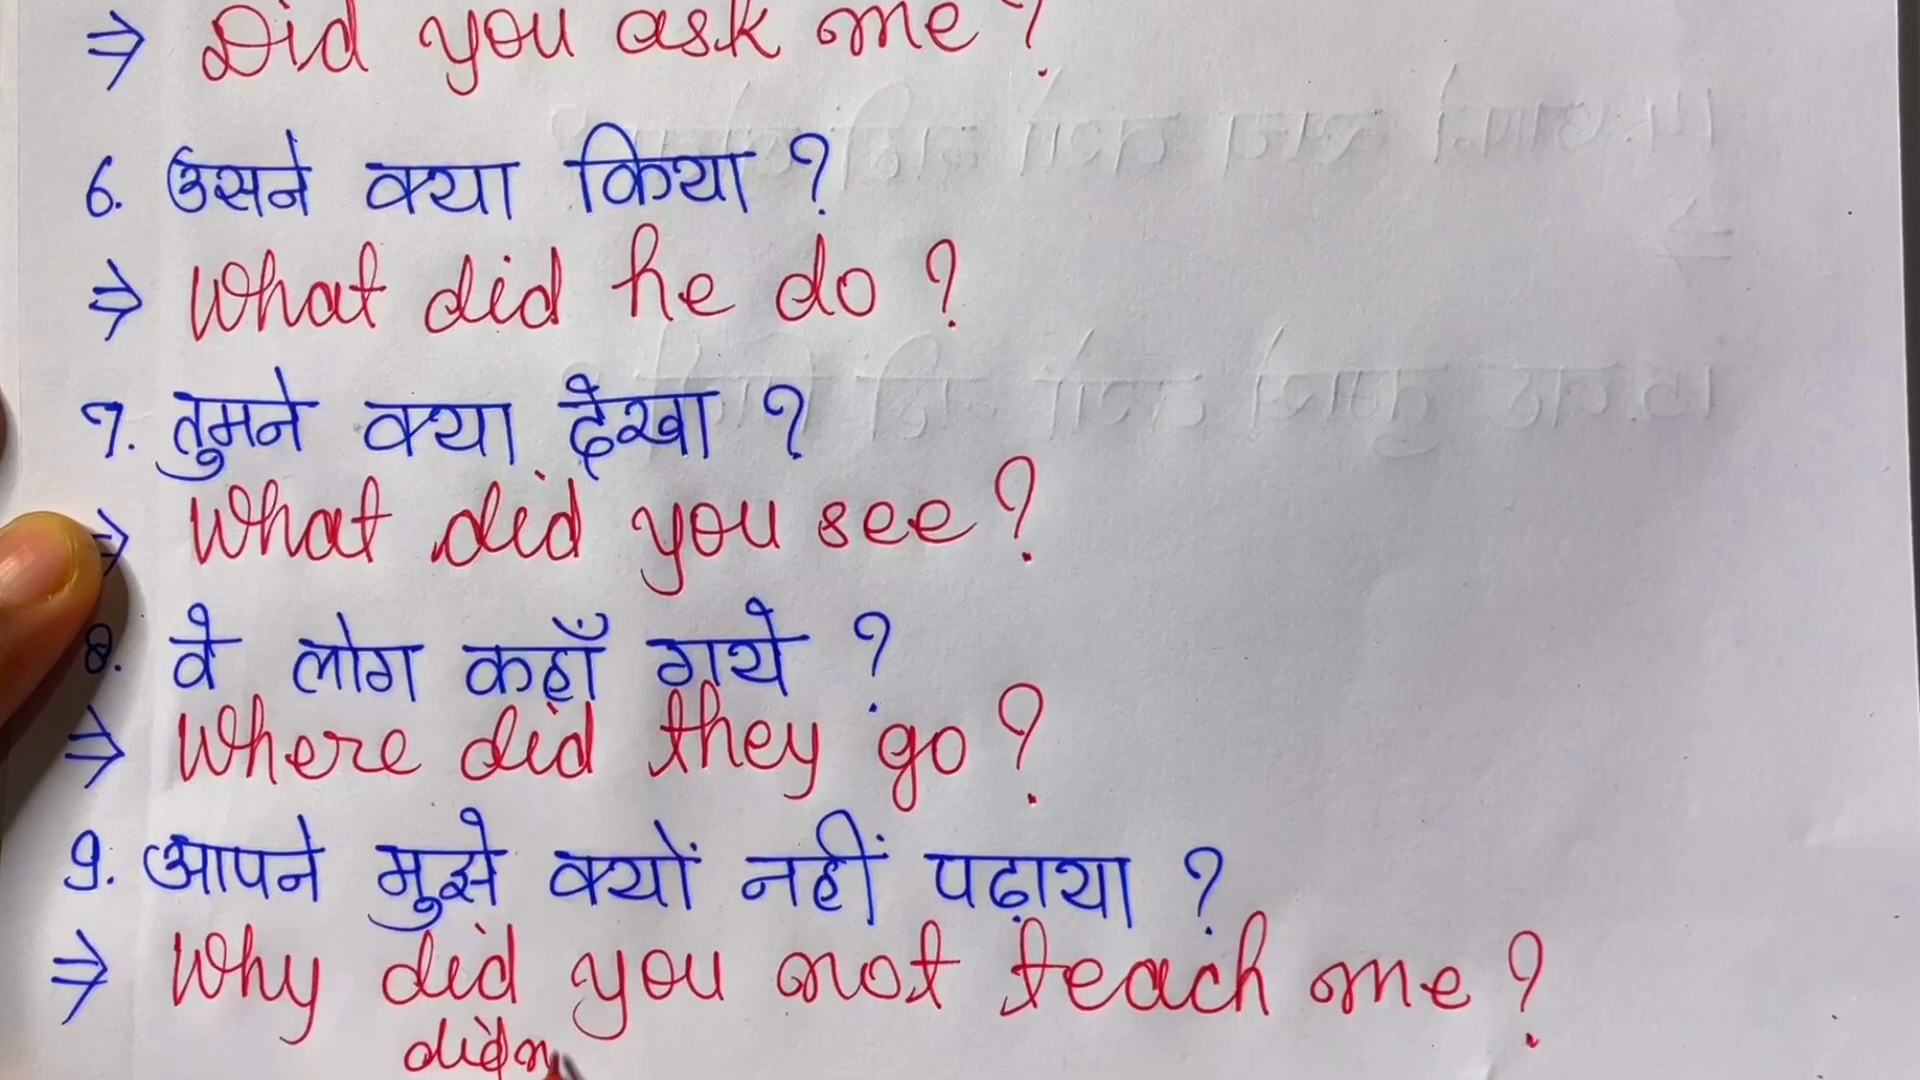 ⇒ Did you ask me?
6. उसने क्या किया ?
⇒ What did he do ?
7. तुमने क्या देखा ?
⇒ What did you see ?
8. वे लोग कहाँ गये ?
⇒ Where did they go ?
9. आपने मुझे क्यों नहीं पढ़ाया ?
⇒ Why did you not teach me ?
didn